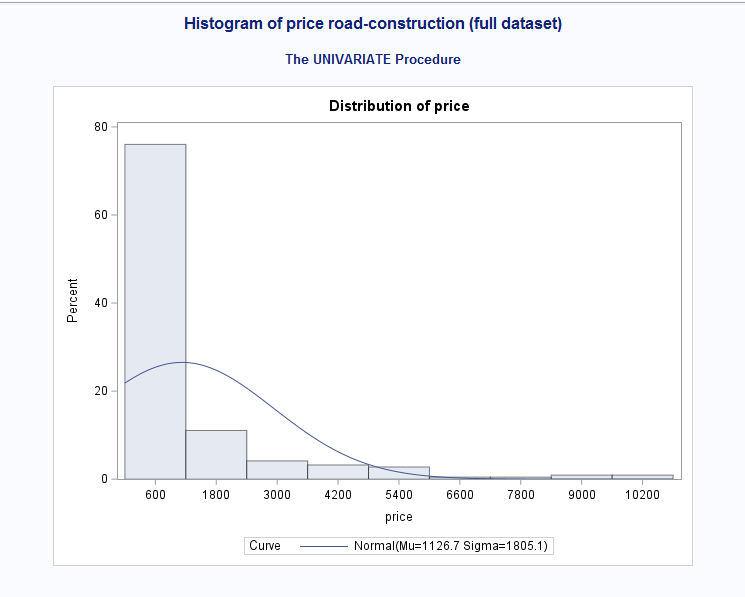 Histogram of price road-construction (full dataset)
The UNIVARIATE Procedure
Distribution of price
80
60
40
20
0
Percent
600 1800 3000 4200 5400 6600 7800 9000 10200
price
Curve Normal(Mu=1126.7 Sigma=1805.1)